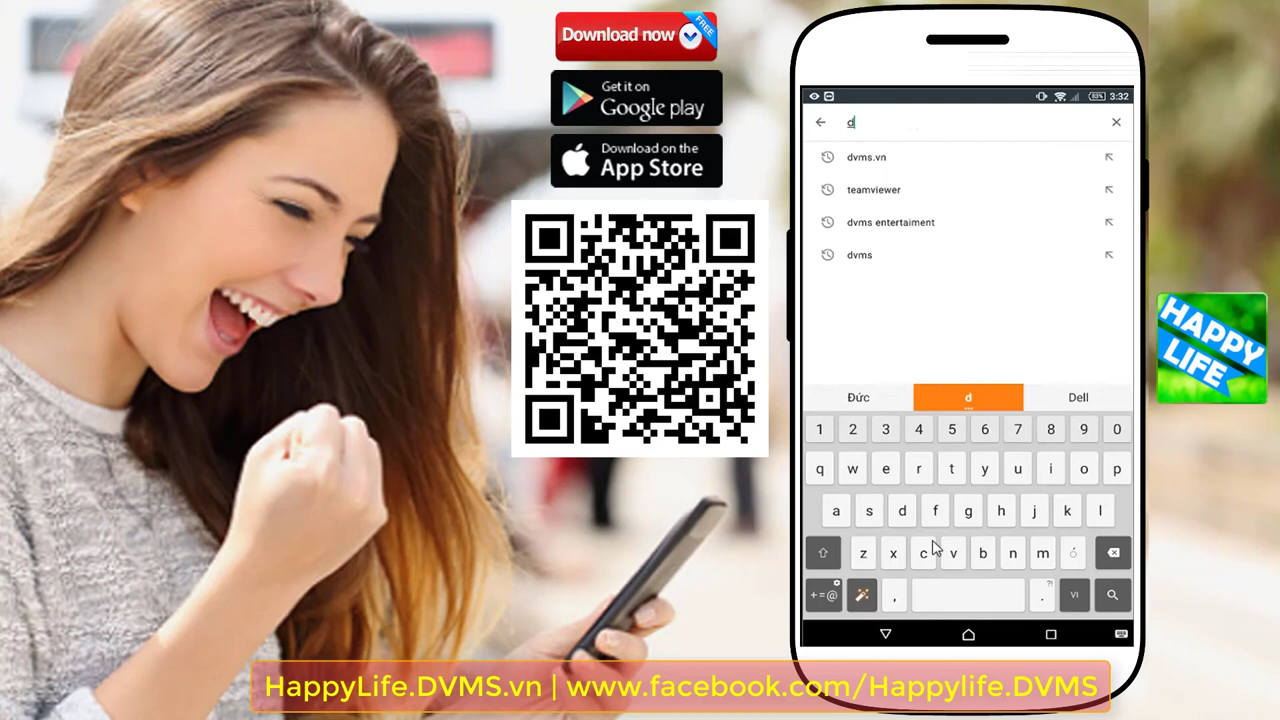 Download now
FREE
Get it on
Google play
Download on the
App Store
83% 3:32
d
dvms.vn
teamviewer
dvms entertaiment
dvms
Đức d Dell
1 2 3 4 5 6 7 8 9 0
q w e r t y u i o p
a s d f g h j k l
z x c v b n m
+=@ , . ?! VI
HAPPY
LIFE
HappyLife.DVMS.vn | www.facebook.com/Happylife.DVMS